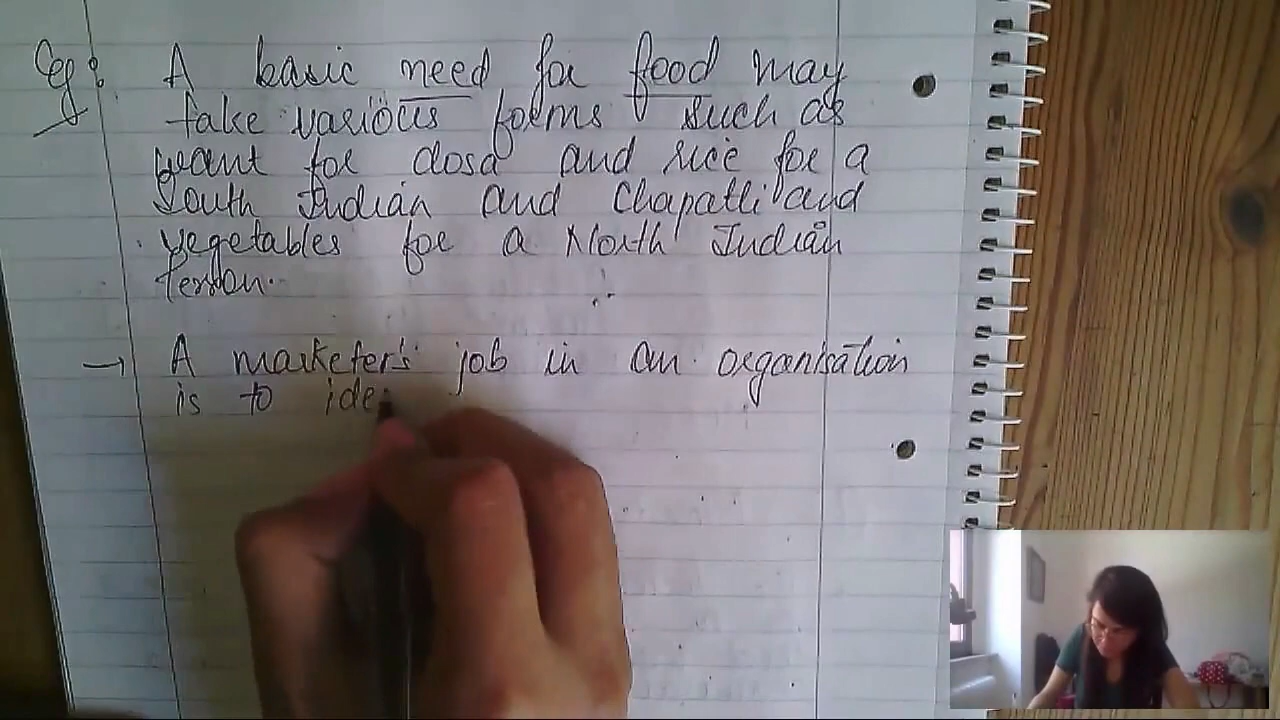 Eg: A basic need for food may
take various forms such as
want for dosa and rice for a
South Indian and Chapatti and
vegetables for a North Indian
Person.
→ A marketer's job in an organisation
is to ide